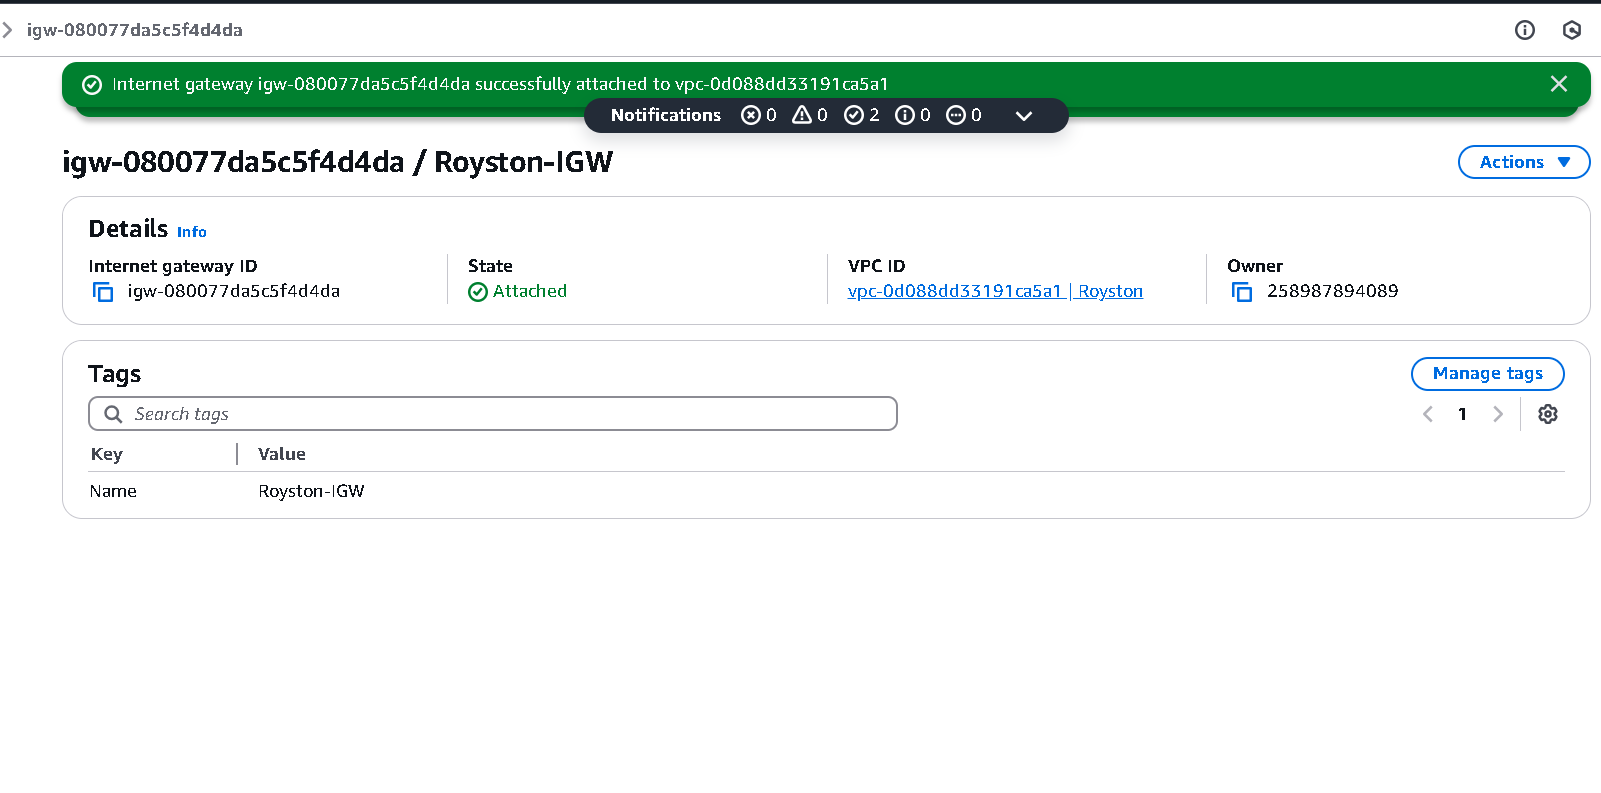 igw-080077da5c5f4d4da
Internet gateway igw-080077da5c5f4d4da successfully attached to vpc-0d088dd33191ca5a1
Notifications 0 0 2 0 0
igw-080077da5c5f4d4da / Royston-IGW
Actions
Details Info
Internet gateway ID State VPC ID Owner
igw-080077da5c5f4d4da Attached vpc-0d088dd33191ca5a1 | Royston 258987894089
Tags
Manage tags
Search tags
1
Key Value
Name Royston-IGW